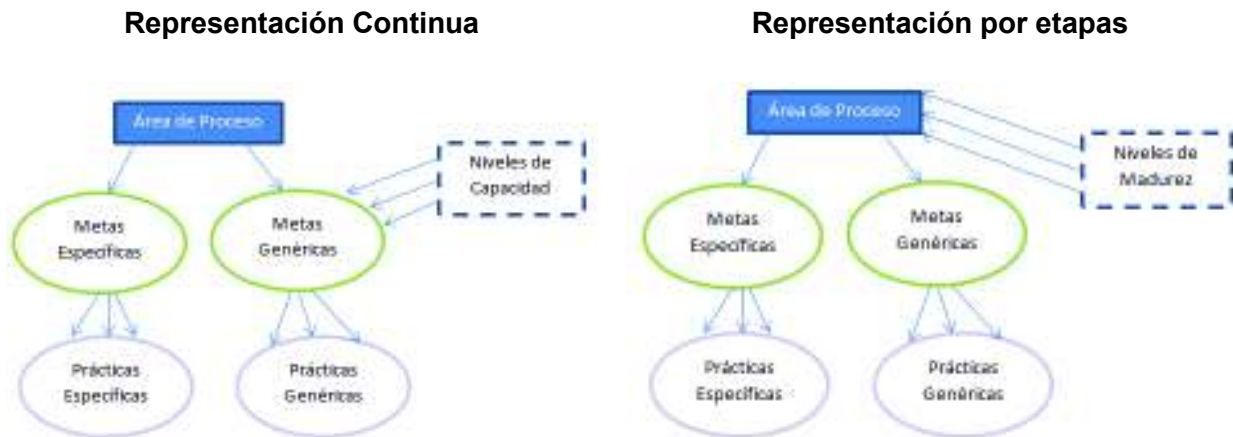 Representación Continua
Área de Proceso
Niveles de
Capacidad
Metas
Específicas
Metas
Genéricas
Prácticas
Específicas
Prácticas
Genéricas
Representación por etapas
Área de Proceso
Niveles de
Madurez
Metas
Específicas
Metas
Genéricas
Prácticas
Específicas
Prácticas
Genéricas